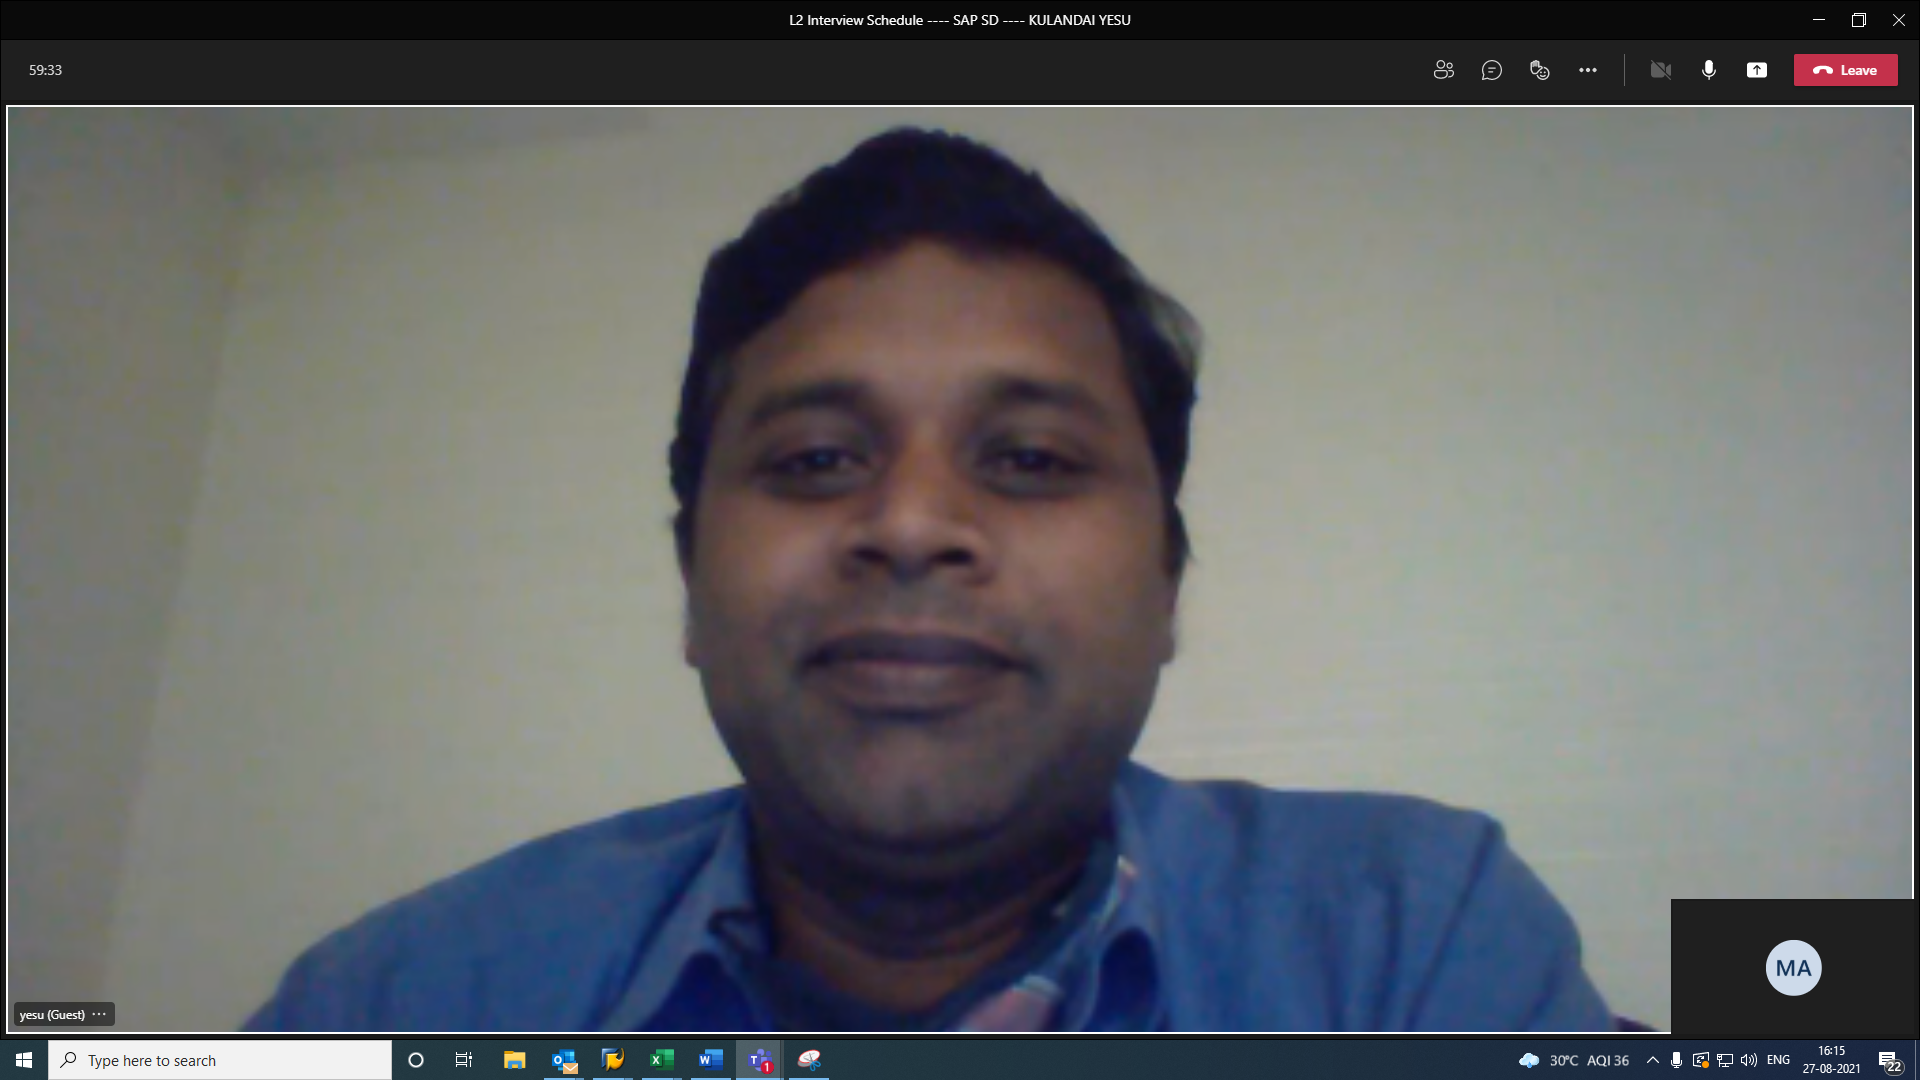 L2 Interview Schedule ---- SAP SD ---- KULANDAI YESU
59:33
Leave
MA
yesu (Guest) ···
Type here to search
1
30°C AQI 36
ENG
16:15
27-08-2021
22